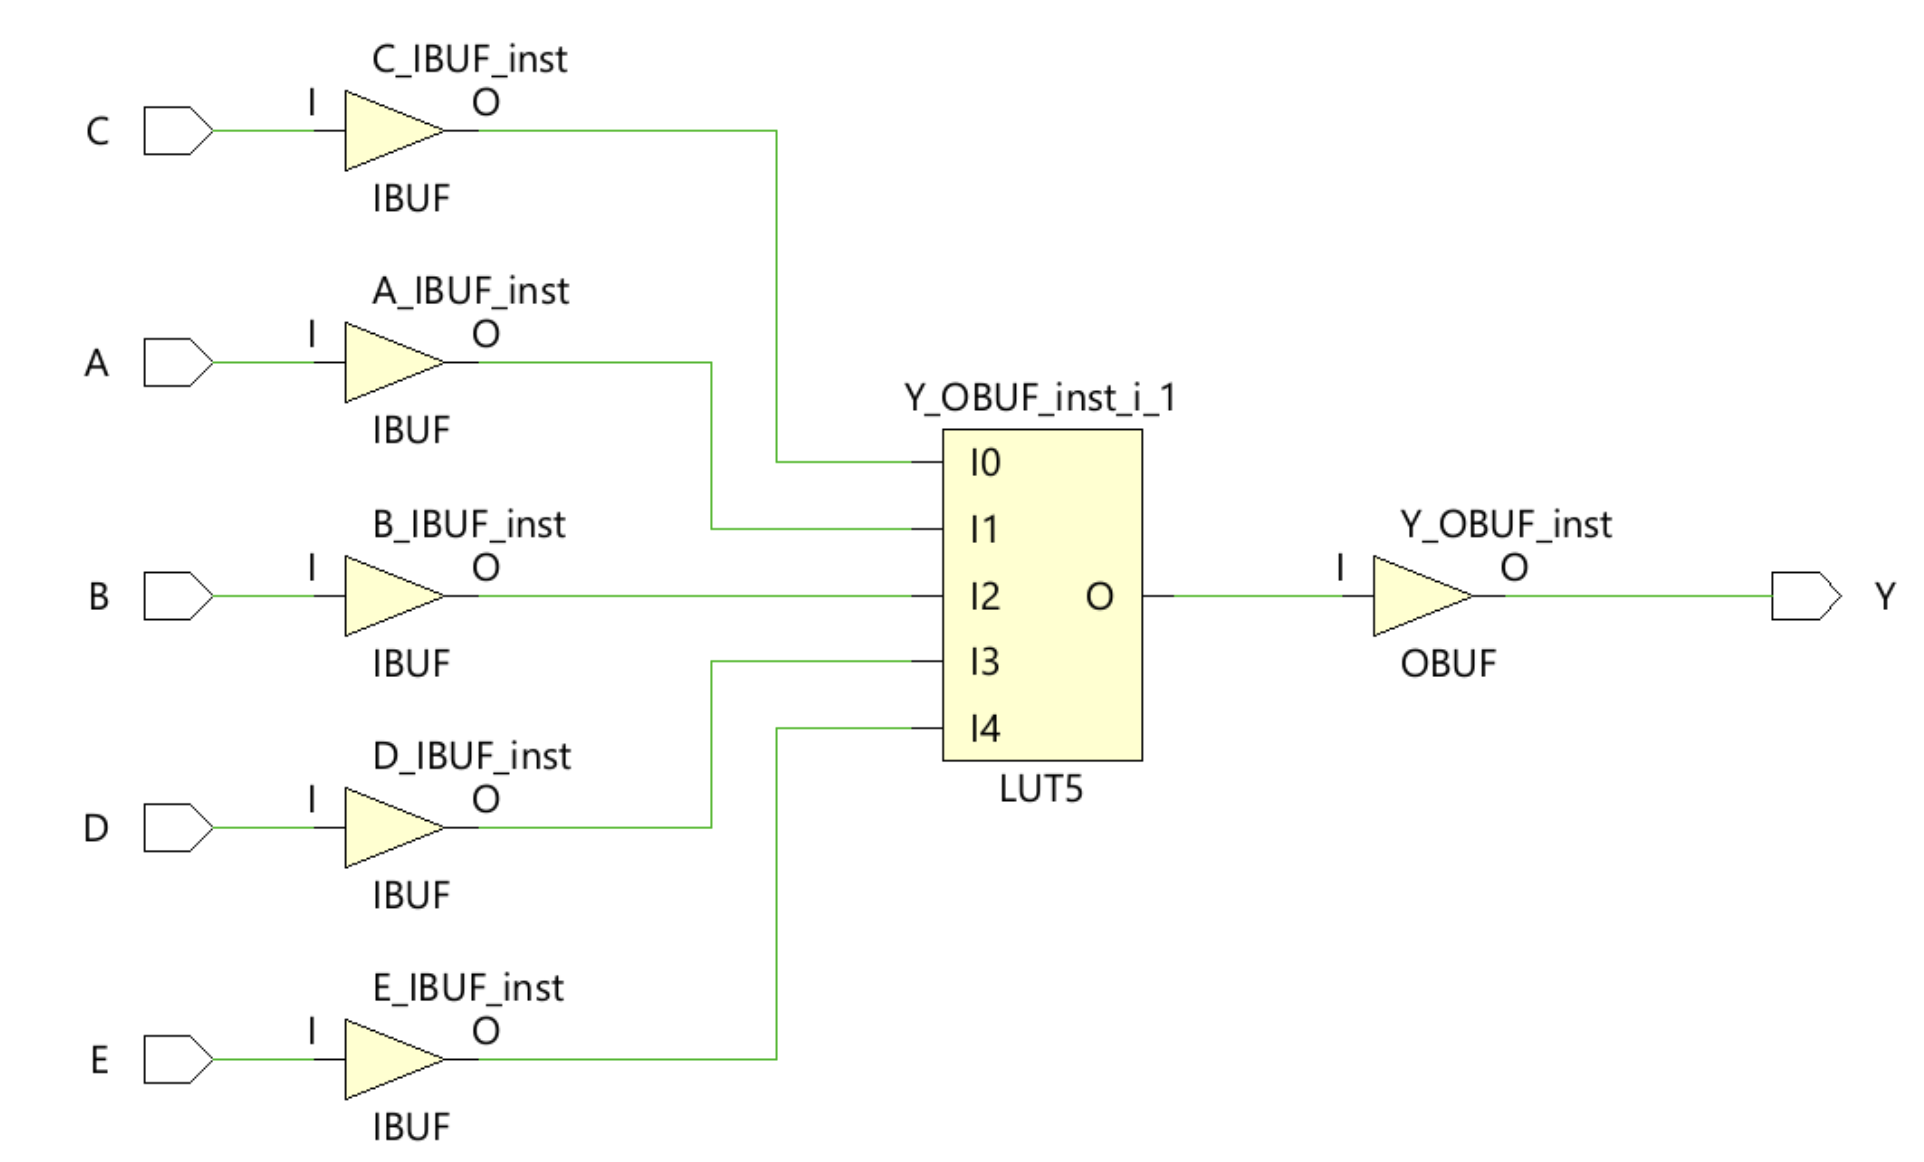 C_IBUF_inst
C
I
O
IBUF
A_IBUF_inst
A
I
O
IBUF
B_IBUF_inst
B
I
O
IBUF
D_IBUF_inst
D
I
O
IBUF
E_IBUF_inst
E
I
O
IBUF
Y_OBUF_inst_i_1
I0
I1
I2
I3
I4
O
LUT5
Y_OBUF_inst
I
O
OBUF
Y